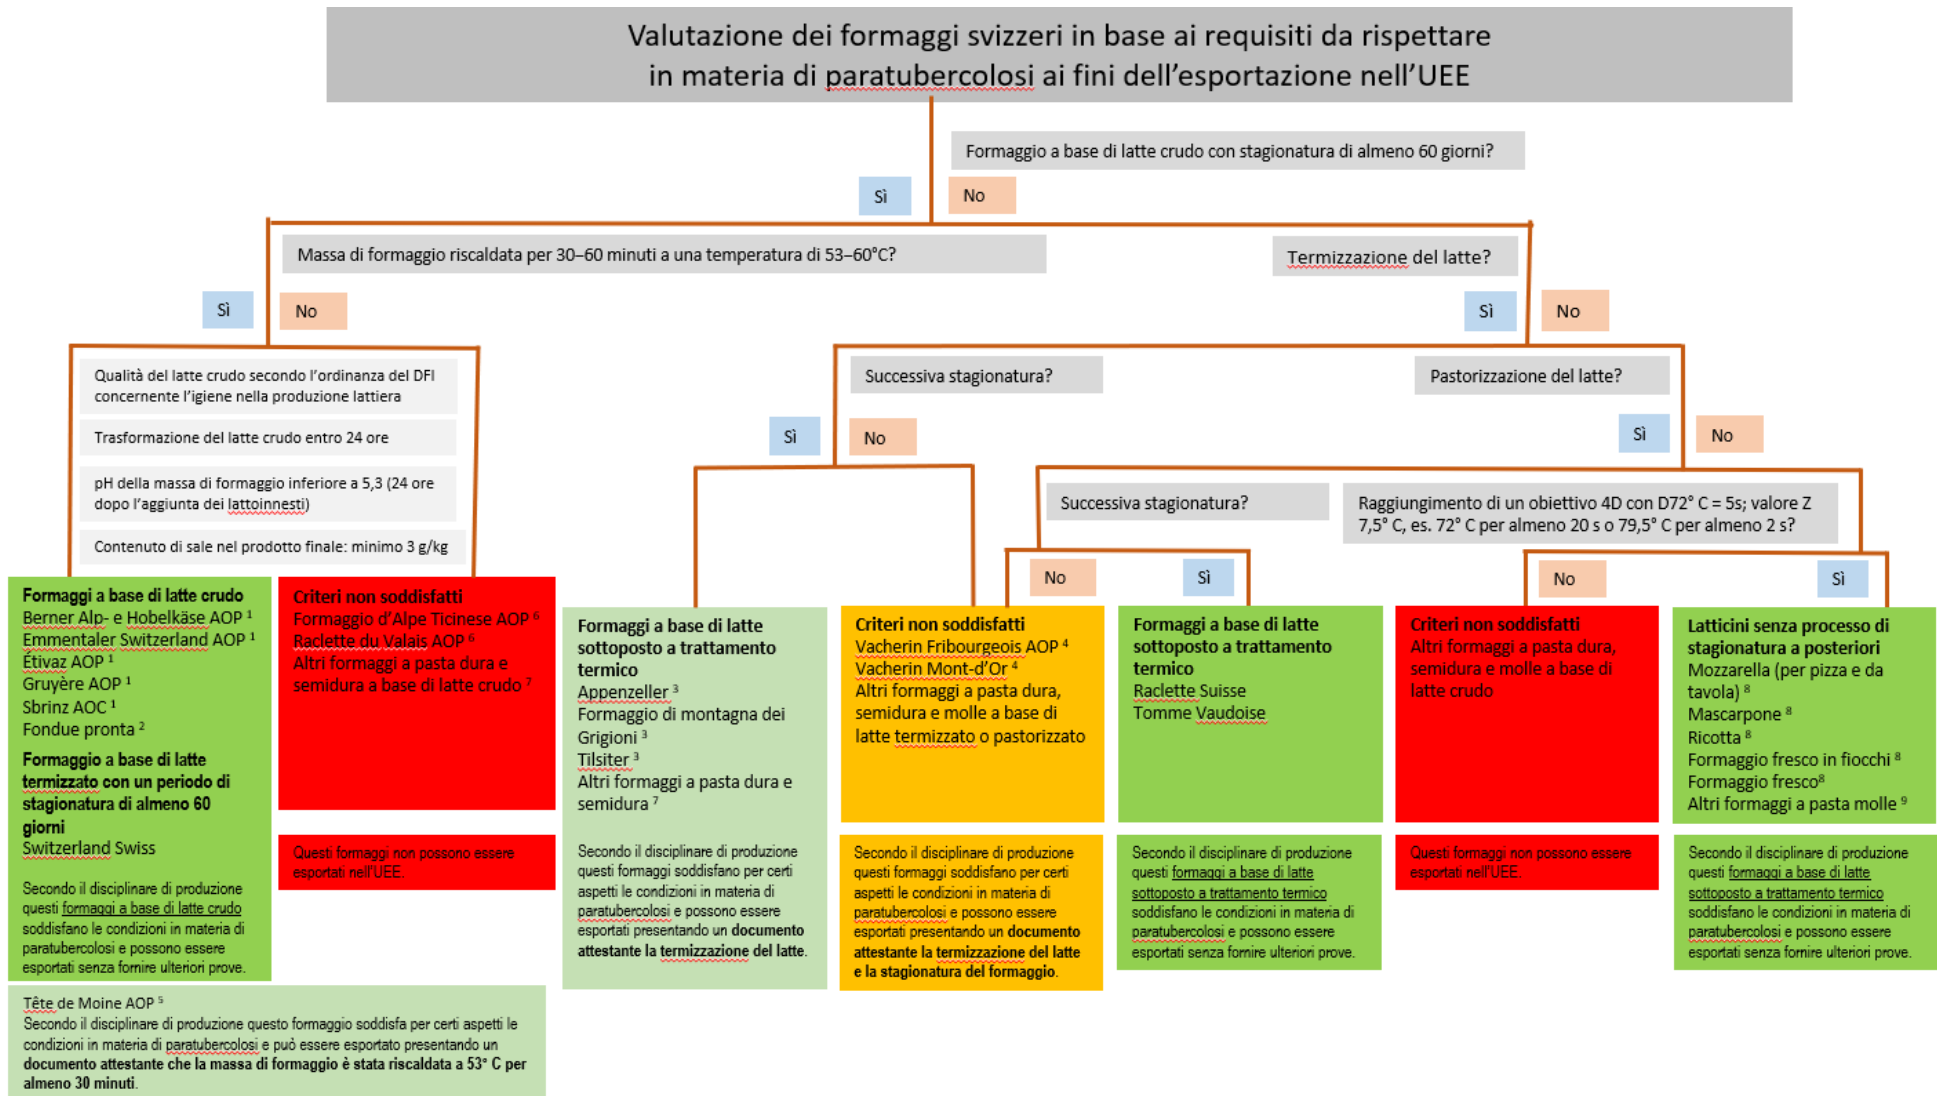 Valutazione dei formaggi svizzeri in base ai requisiti da rispettare
in materia di paratubercolosi ai fini dell'esportazione nell'UEE
Formaggio a base di latte crudo con stagionatura di almeno 60 giorni?
Sì
No
Massa di formaggio riscaldata per 30–60 minuti a una temperatura di 53–60°C?
Termizzazione del latte?
Sì
No
Sì
No
Qualità del latte crudo secondo l'ordinanza del DFI
concernente l'igiene nella produzione lattiera
Trasformazione del latte crudo entro 24 ore
pH della massa di formaggio inferiore a 5,3 (24 ore
dopo l'aggiunta dei lattoinnesti)
Contenuto di sale nel prodotto finale: minimo 3 g/kg
Successiva stagionatura?
Pastorizzazione del latte?
Sì
No
Sì
No
Successiva stagionatura?
Raggiungimento di un obiettivo 4D con D72° C = 5s; valore Z
7,5° C, es. 72° C per almeno 20 s o 79,5° C per almeno 2 s?
No
Sì
No
Sì
Formaggi a base di latte crudo
Berner Alp- e Hobelkäse AOP ¹
Emmentaler Switzerland AOP ¹
Étivaz AOP ¹
Gruyère AOP ¹
Sbrinz AOC ¹
Fondue pronta ²
Formaggio a base di latte
termizzato con un periodo di
stagionatura di almeno 60
giorni
Switzerland Swiss
Secondo il disciplinare di produzione
questi formaggi a base di latte crudo
soddisfano le condizioni in materia di
paratubercolosi e possono essere
esportati senza fornire ulteriori prove.
Criteri non soddisfatti
Formaggio d'Alpe Ticinese AOP ⁶
Raclette du Valais AOP ⁶
Altri formaggi a pasta dura e
semidura a base di latte crudo ⁷
Questi formaggi non possono essere
esportati nell'UEE.
Tête de Moine AOP ⁵
Secondo il disciplinare di produzione questo formaggio soddisfa per certi aspetti le
condizioni in materia di paratubercolosi e può essere esportato presentando un
documento attestante che la massa di formaggio è stata riscaldata a 53° C per
almeno 30 minuti.
Formaggi a base di latte
sottoposto a trattamento
termico
Appenzeller ³
Formaggio di montagna dei
Grigioni ³
Tilsiter ³
Altri formaggi a pasta dura e
semidura ⁷
Secondo il disciplinare di produzione
questi formaggi soddisfano per certi
aspetti le condizioni in materia di
paratubercolosi e possono essere
esportati presentando un documento
attestante la termizzazione del latte.
Criteri non soddisfatti
Vacherin Fribourgeois AOP ⁴
Vacherin Mont-d'Or ⁴
Altri formaggi a pasta dura,
semidura e molle a base di
latte termizzato o pastorizzato
Secondo il disciplinare di produzione
questi formaggi soddisfano per certi
aspetti le condizioni in materia di
paratubercolosi e possono essere
esportati presentando un documento
attestante la termizzazione del latte
e la stagionatura del formaggio.
Formaggi a base di latte
sottoposto a trattamento
termico
Raclette Suisse
Tomme Vaudoise
Secondo il disciplinare di produzione
questi formaggi a base di latte
sottoposto a trattamento termico
soddisfano le condizioni in materia di
paratubercolosi e possono essere
esportati senza fornire ulteriori prove.
Criteri non soddisfatti
Altri formaggi a pasta dura,
semidura e molle a base di
latte crudo
Questi formaggi non possono essere
esportati nell'UEE.
Latticini senza processo di
stagionatura a posteriori
Mozzarella (per pizza e da
tavola) ⁸
Mascarpone ⁸
Ricotta ⁸
Formaggio fresco in fiocchi ⁸
Formaggio fresco⁸
Altri formaggi a pasta molle ⁹
Secondo il disciplinare di produzione
questi formaggi a base di latte
sottoposto a trattamento termico
soddisfano le condizioni in materia di
paratubercolosi e possono essere
esportati senza fornire ulteriori prove.